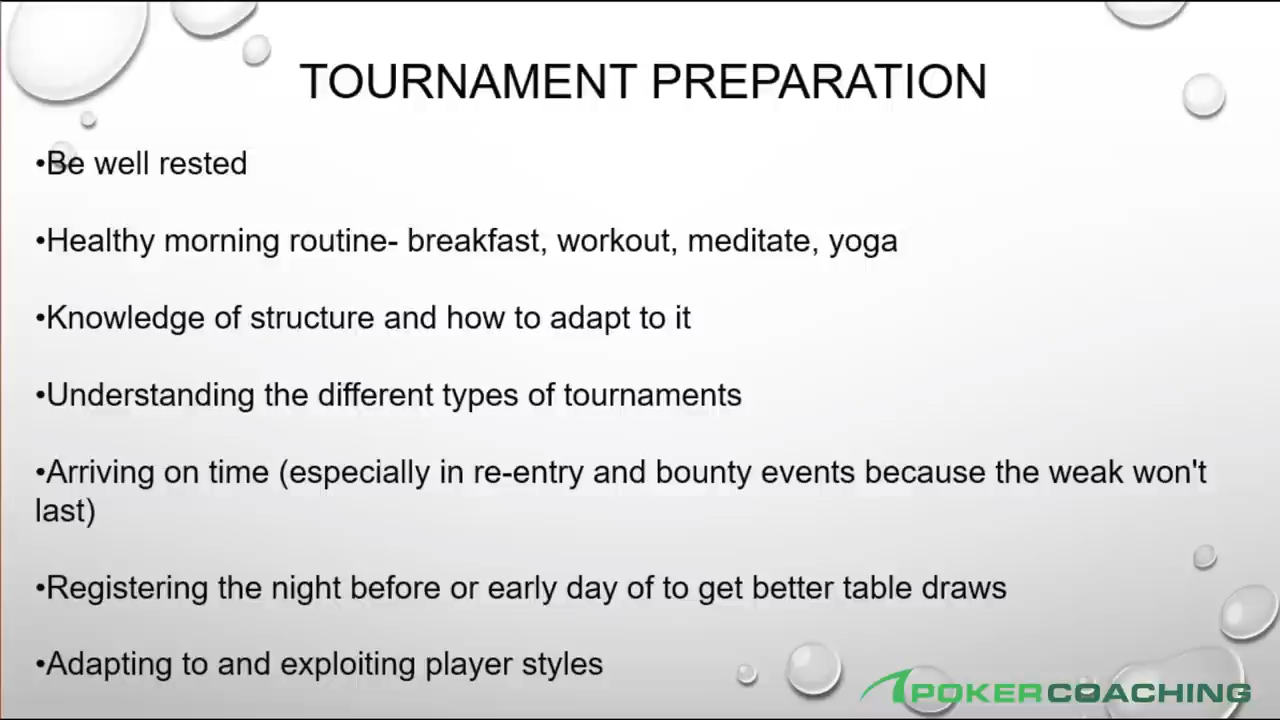 TOURNAMENT PREPARATION
•Be well rested
•Healthy morning routine- breakfast, workout, meditate, yoga
•Knowledge of structure and how to adapt to it
•Understanding the different types of tournaments
•Arriving on time (especially in re-entry and bounty events because the weak won't
last)
•Registering the night before or early day of to get better table draws
•Adapting to and exploiting player styles
POKERCOACHING